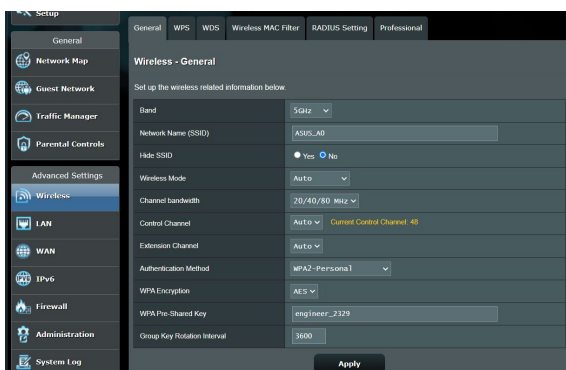 Setup
General
Network Map
Guest Network
Traffic Manager
Parental Controls
Advanced Settings
Wireless
LAN
WAN
IPv6
Firewall
Administration
System Log
General WPS WDS Wireless MAC Filter RADIUS Setting Professional
Wireless - General
Set up the wireless related information below.
Band 5GHz
Network Name (SSID) ASUS_A0
Hide SSID Yes No
Wireless Mode Auto
Channel bandwidth 20/40/80 MHz
Control Channel Auto Current Control Channel: 48
Extension Channel Auto
Authentication Method WPA2-Personal
WPA Encryption AES
WPA Pre-Shared Key engineer_2329
Group Key Rotation Interval 3600
Apply